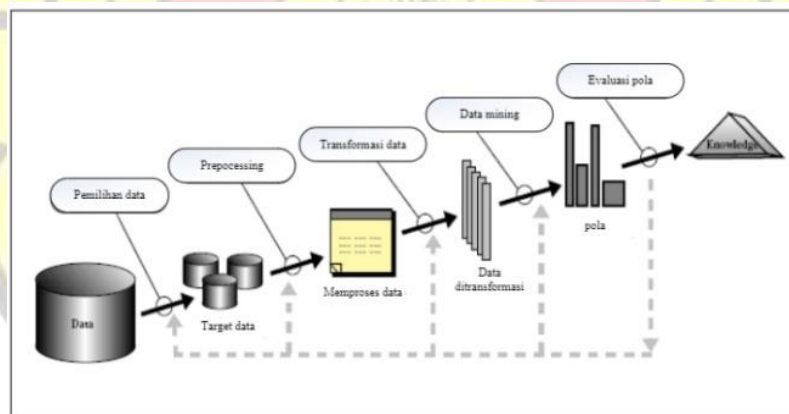 Evaluasi pola
Data mining
Transformasi data
Prepocessing
Pemilihan data
Knowledge
pola
Data
ditransformasi
Memproses data
Target data
Data